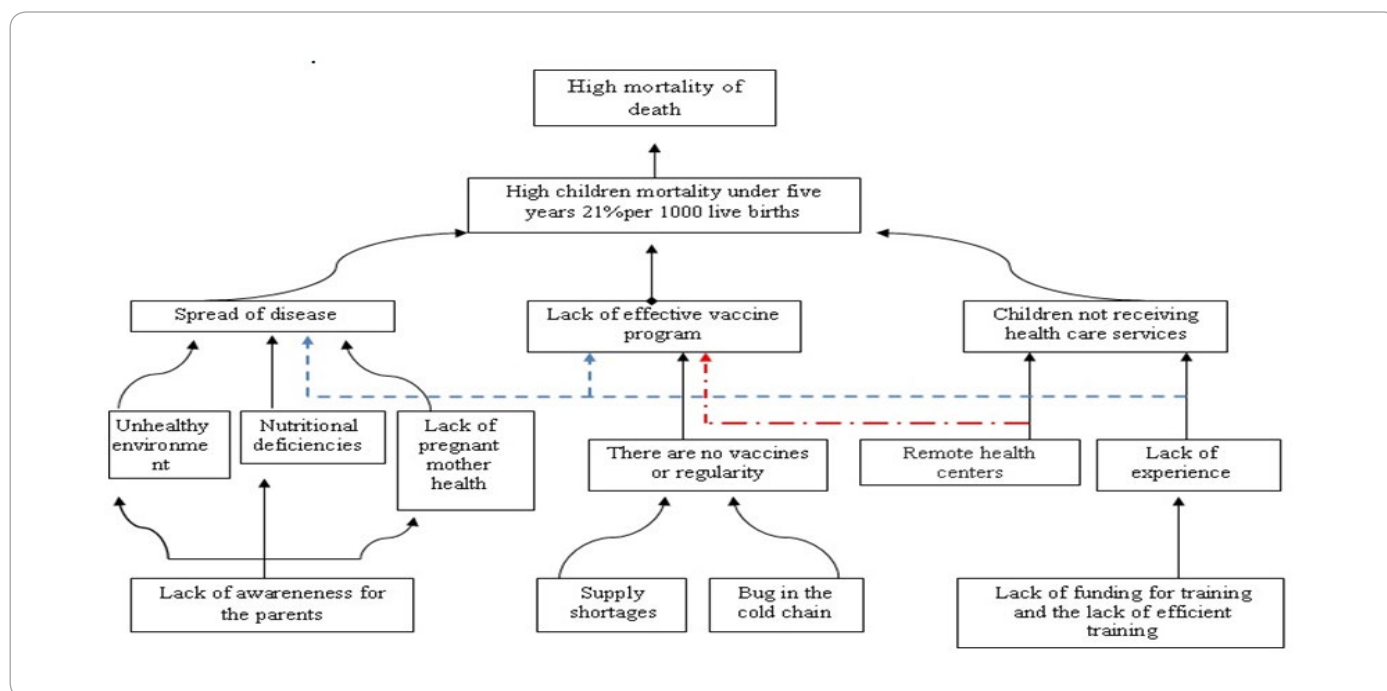 High mortality of
death
High children mortality under five
years 21%per 1000 live births
Spread of disease
Lack of effective vaccine
program
Children not receiving
health care services
Unhealthy
environme
nt
Nutritional
deficiencies
Lack of
pregnant
mother
health
There are no vaccines
or regularity
Remote health
centers
Lack of
experience
Lack of awareness for
the parents
Supply
shortages
Bug in the
cold chain
Lack of funding for training
and the lack of efficient
training